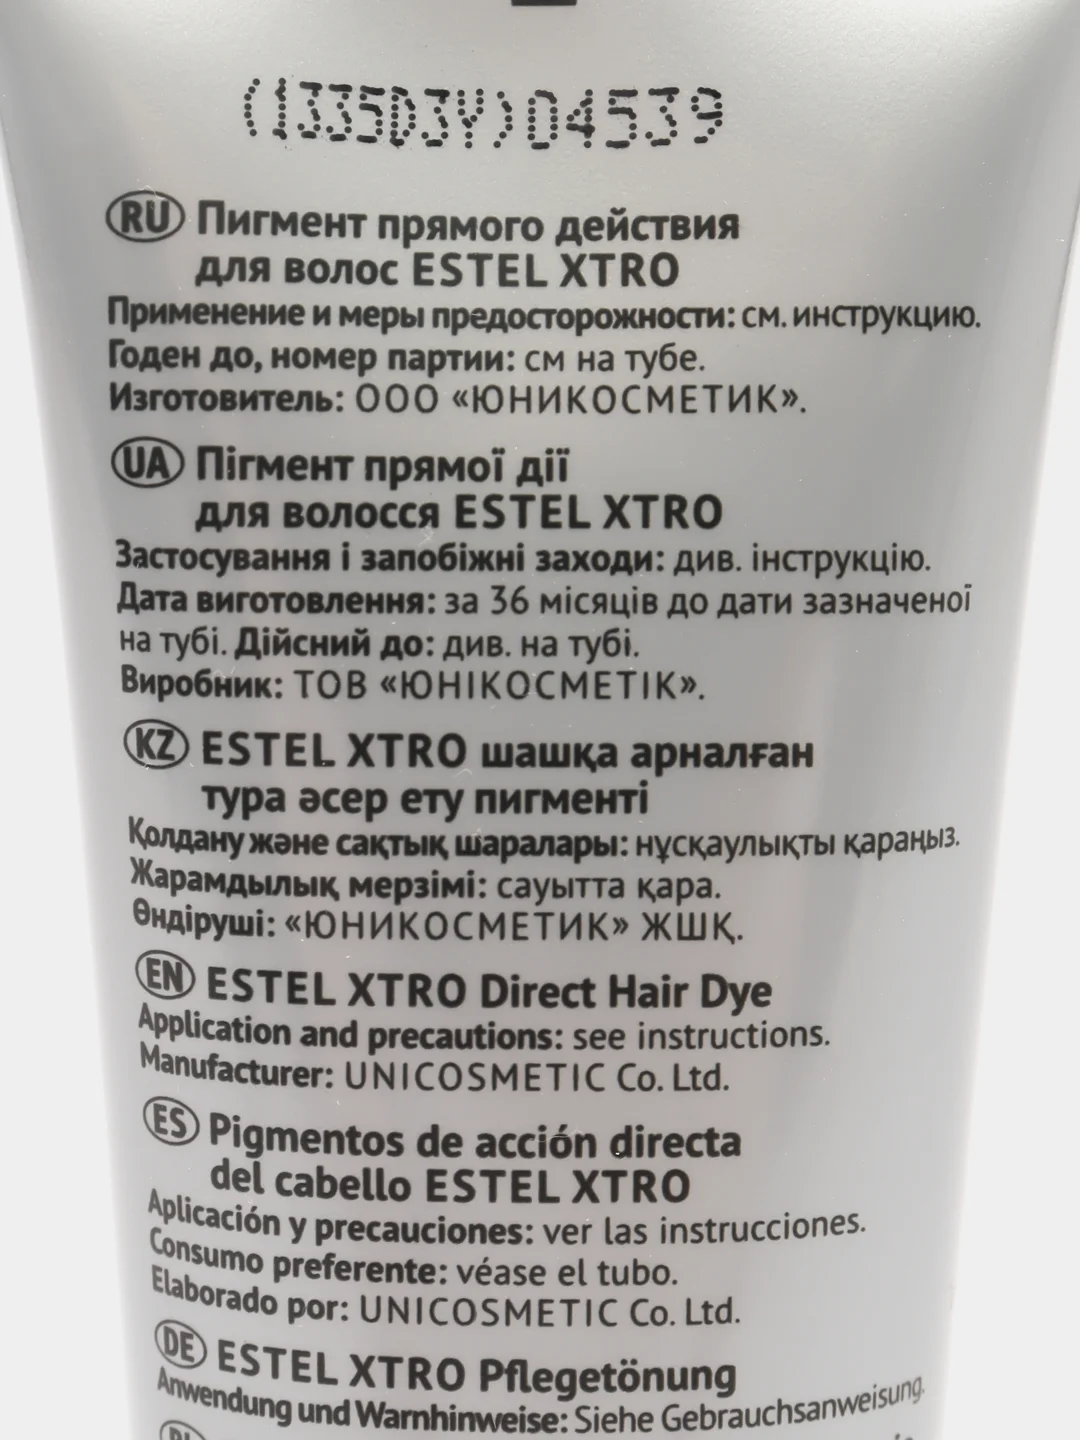 (1335D3Y)04539
RU Пигмент прямого действия
для волос ESTEL XTRO
Применение и меры предосторожности: см. инструкцию.
Годен до, номер партии: см на тубе.
Изготовитель: ООО «ЮНИКОСМЕТИК».
UA Пігмент прямої дії
для волосся ESTEL XTRO
Застосування і запобіжні заходи: див. інструкцію.
Дата виготовлення: за 36 місяців до дати зазначеної
на тубі. Дійсний до: див. на тубі.
Виробник: ТОВ «ЮНІКОСМЕТІК».
KZ ESTEL XTRO шашқа арналған
тура әсер ету пигменті
Қолдану және сақтық шаралары: нұсқаулықты қараңыз.
Жарамдылық мерзімі: сауытта қара.
Өндіруші: «ЮНИКОСМЕТИК» ЖШҚ.
EN ESTEL XTRO Direct Hair Dye
Application and precautions: see instructions.
Manufacturer: UNICOSMETIC Co. Ltd.
ES Pigmentos de acción directa
del cabello ESTEL XTRO
Aplicación y precauciones: ver las instrucciones.
Consumo preferente: véase el tubo.
Elaborado por: UNICOSMETIC Co. Ltd.
DE ESTEL XTRO Pflegetönung
Anwendung und Warnhinweise: Siehe Gebrauchsanweisung.